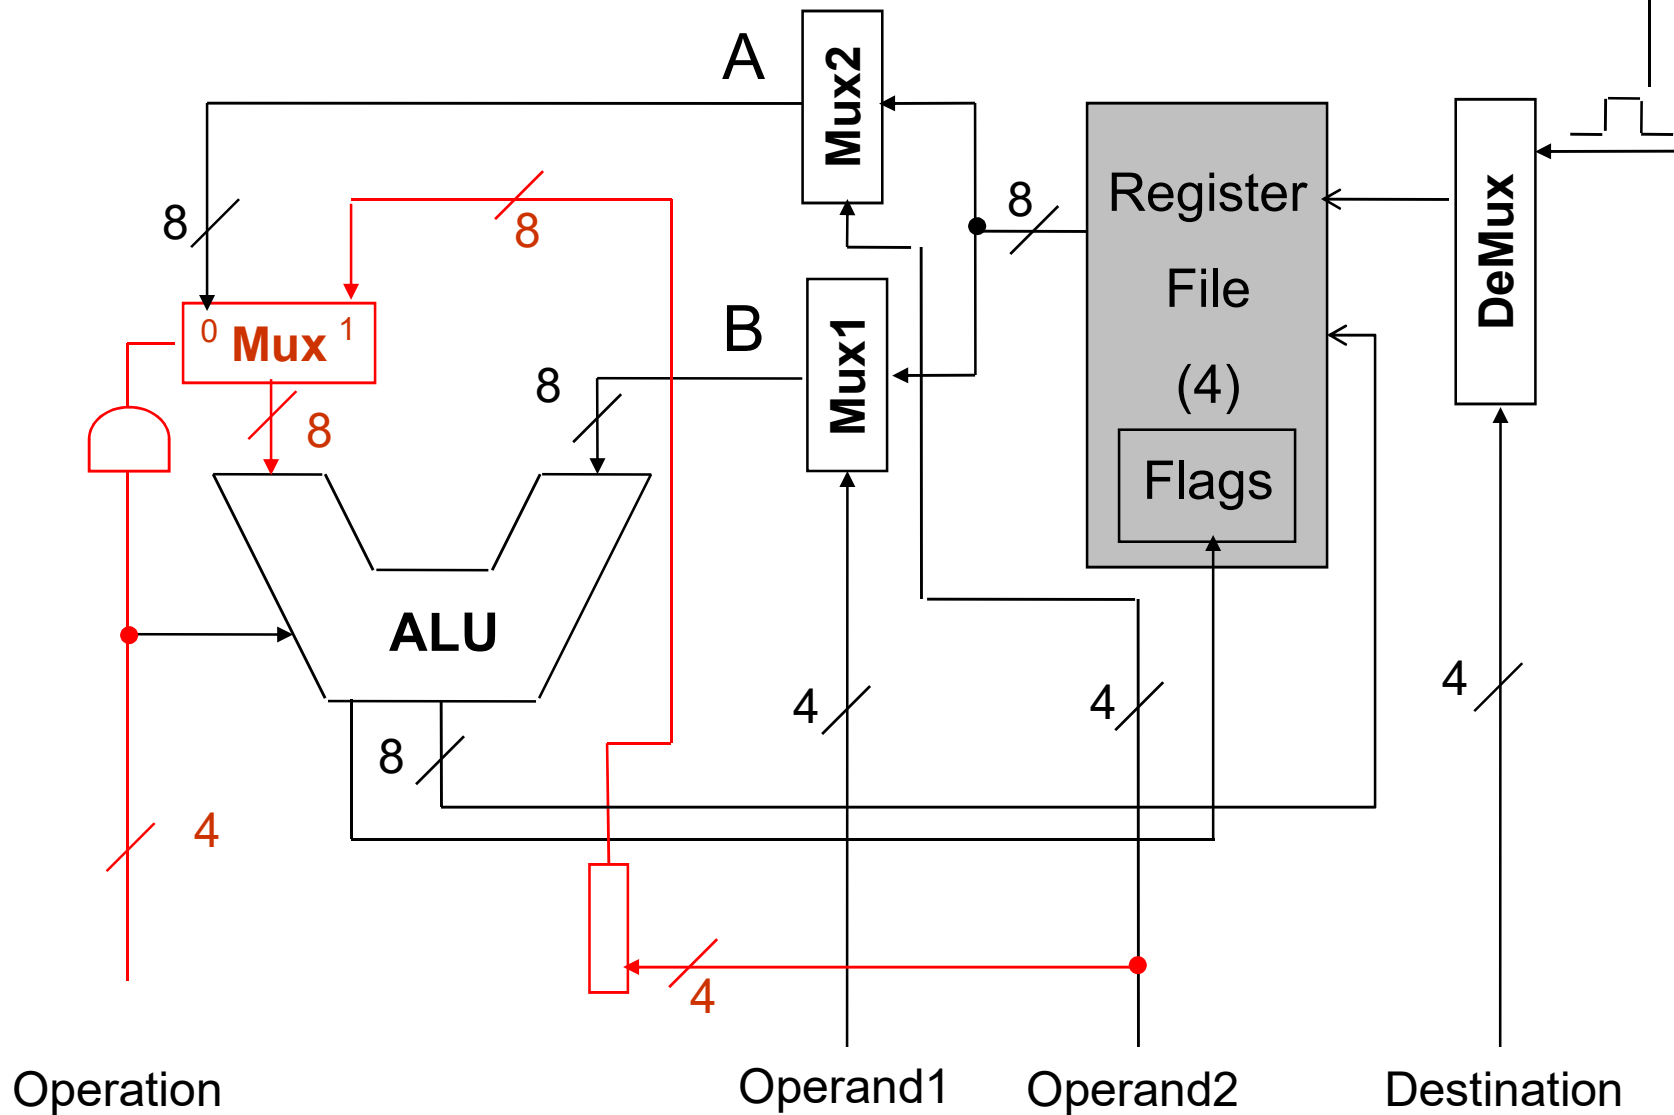 A
Mux2
8
8
8
Register
File
(4)
Flags
DeMux
0 Mux 1
B
Mux1
8
8
ALU
8
4
4
4
4
4
Operation
Operand1
Operand2
Destination